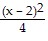 (x - 2)²
4